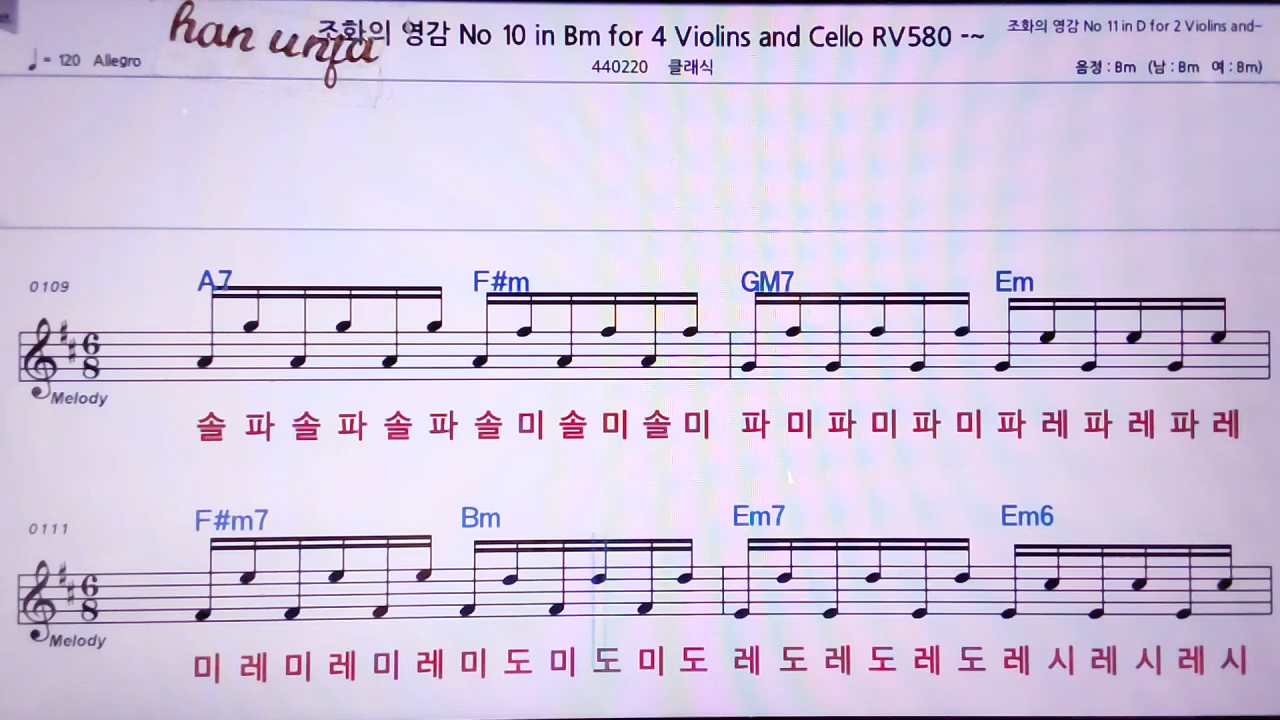 han unja
조화의 영감 No 10 in Bm for 4 Violins and Cello RV580 -~
조화의 영감 No 11 in D for 2 Violins and~
♩ = 120 Allegro
440220 클래식
음정 : Bm (남 : Bm 여 : Bm)
A7 F#m GM7 Em
0109
6 8
Melody
솔 파 솔 파 솔 파 솔 미 솔 미 솔 미 파 미 파 미 파 미 파 레 파 레 파 레
F#m7 Bm Em7 Em6
0111
6 8
Melody
미 레 미 레 미 레 미 도 미 도 미 도 레 도 레 도 레 도 레 시 레 시 레 시